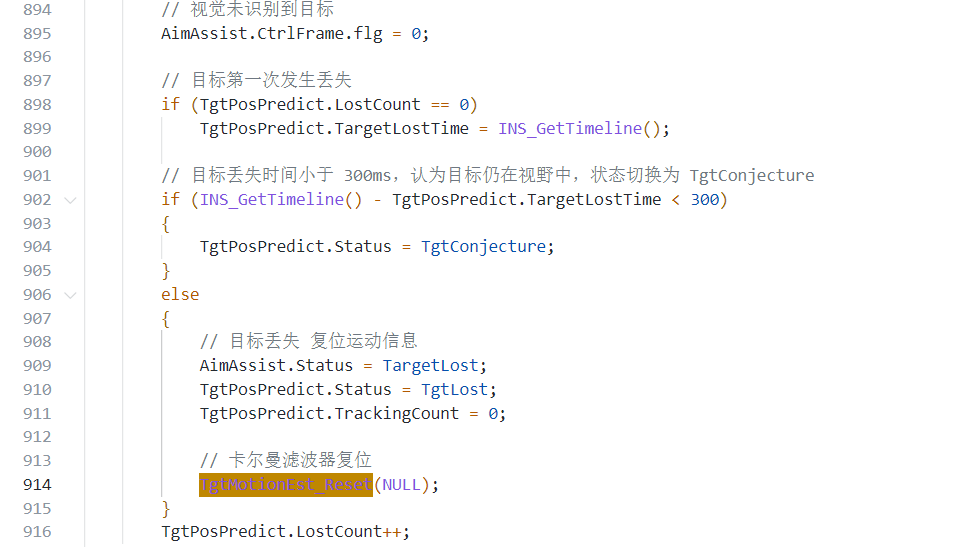 894 // 视觉未识别到目标
895 AimAssist.CtrlFrame.flg = 0;
896
897 // 目标第一次发生丢失
898 if (TgtPosPredict.LostCount == 0)
899 TgtPosPredict.TargetLostTime = INS_GetTimeline();
900
901 // 目标丢失时间小于 300ms，认为目标仍在视野中，状态切换为 TgtConjecture
902 if (INS_GetTimeline() - TgtPosPredict.TargetLostTime < 300)
903 {
904 TgtPosPredict.Status = TgtConjecture;
905 }
906 else
907 {
908 // 目标丢失 复位运动信息
909 AimAssist.Status = TargetLost;
910 TgtPosPredict.Status = TgtLost;
911 TgtPosPredict.TrackingCount = 0;
912
913 // 卡尔曼滤波器复位
914 TgtMotionEst_Reset(NULL);
915 }
916 TgtPosPredict.LostCount++;